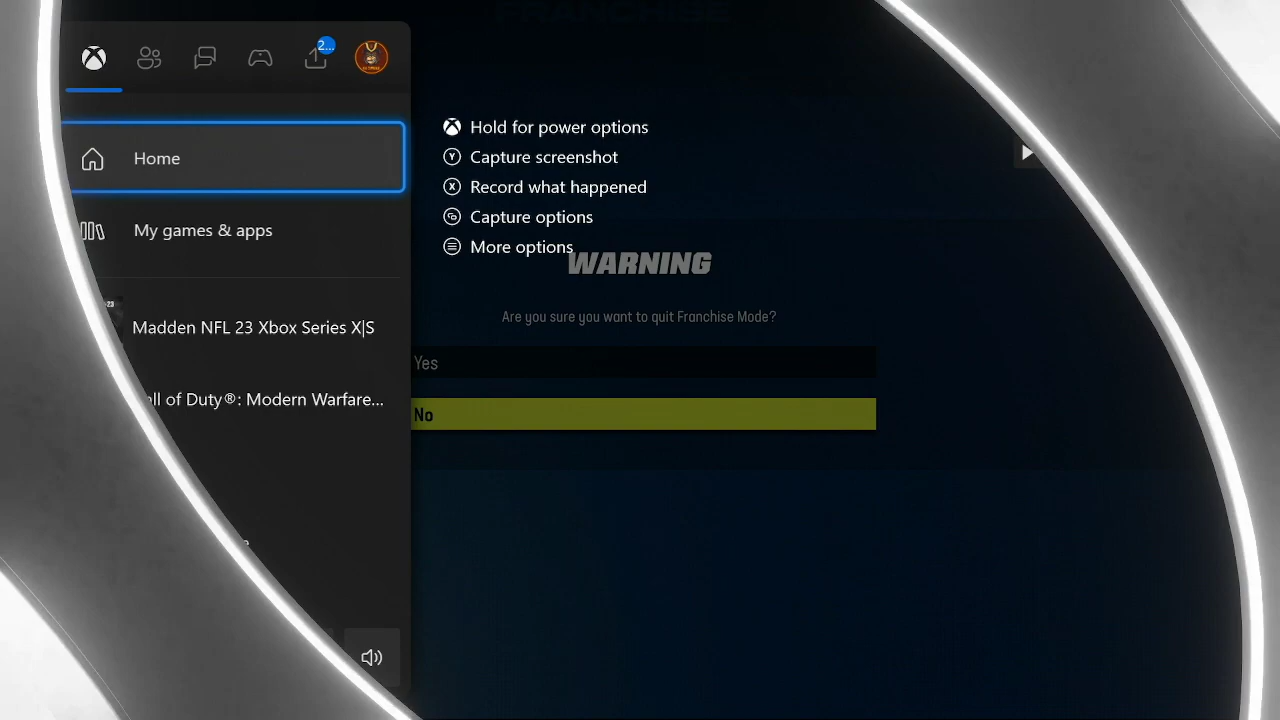 FRANCHISE
2...
Home
My games & apps
Madden NFL 23 Xbox Series X|S
all of Duty®: Modern Warfare...
Hold for power options
Y Capture screenshot
X Record what happened
Capture options
More options
WARNING
Are you sure you want to quit Franchise Mode?
Yes
No